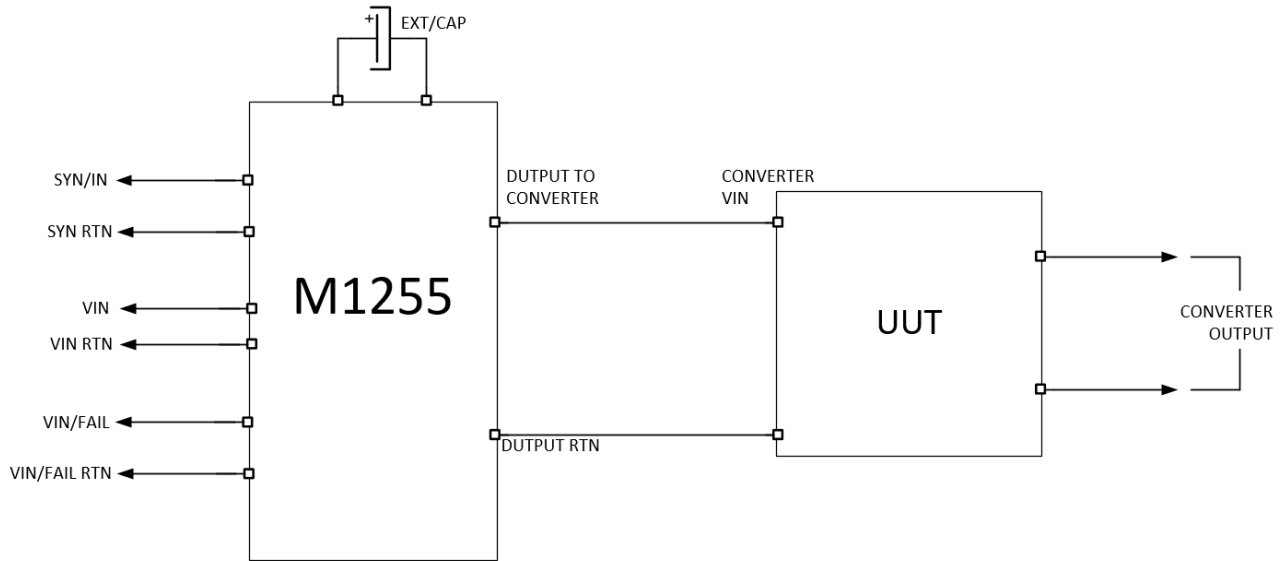 +
EXT/CAP
SYN/IN
SYN RTN
VIN
VIN RTN
VIN/FAIL
VIN/FAIL RTN
M1255
DUTPUT TO
CONVERTER
DUTPUT RTN
CONVERTER
VIN
UUT
CONVERTER
OUTPUT